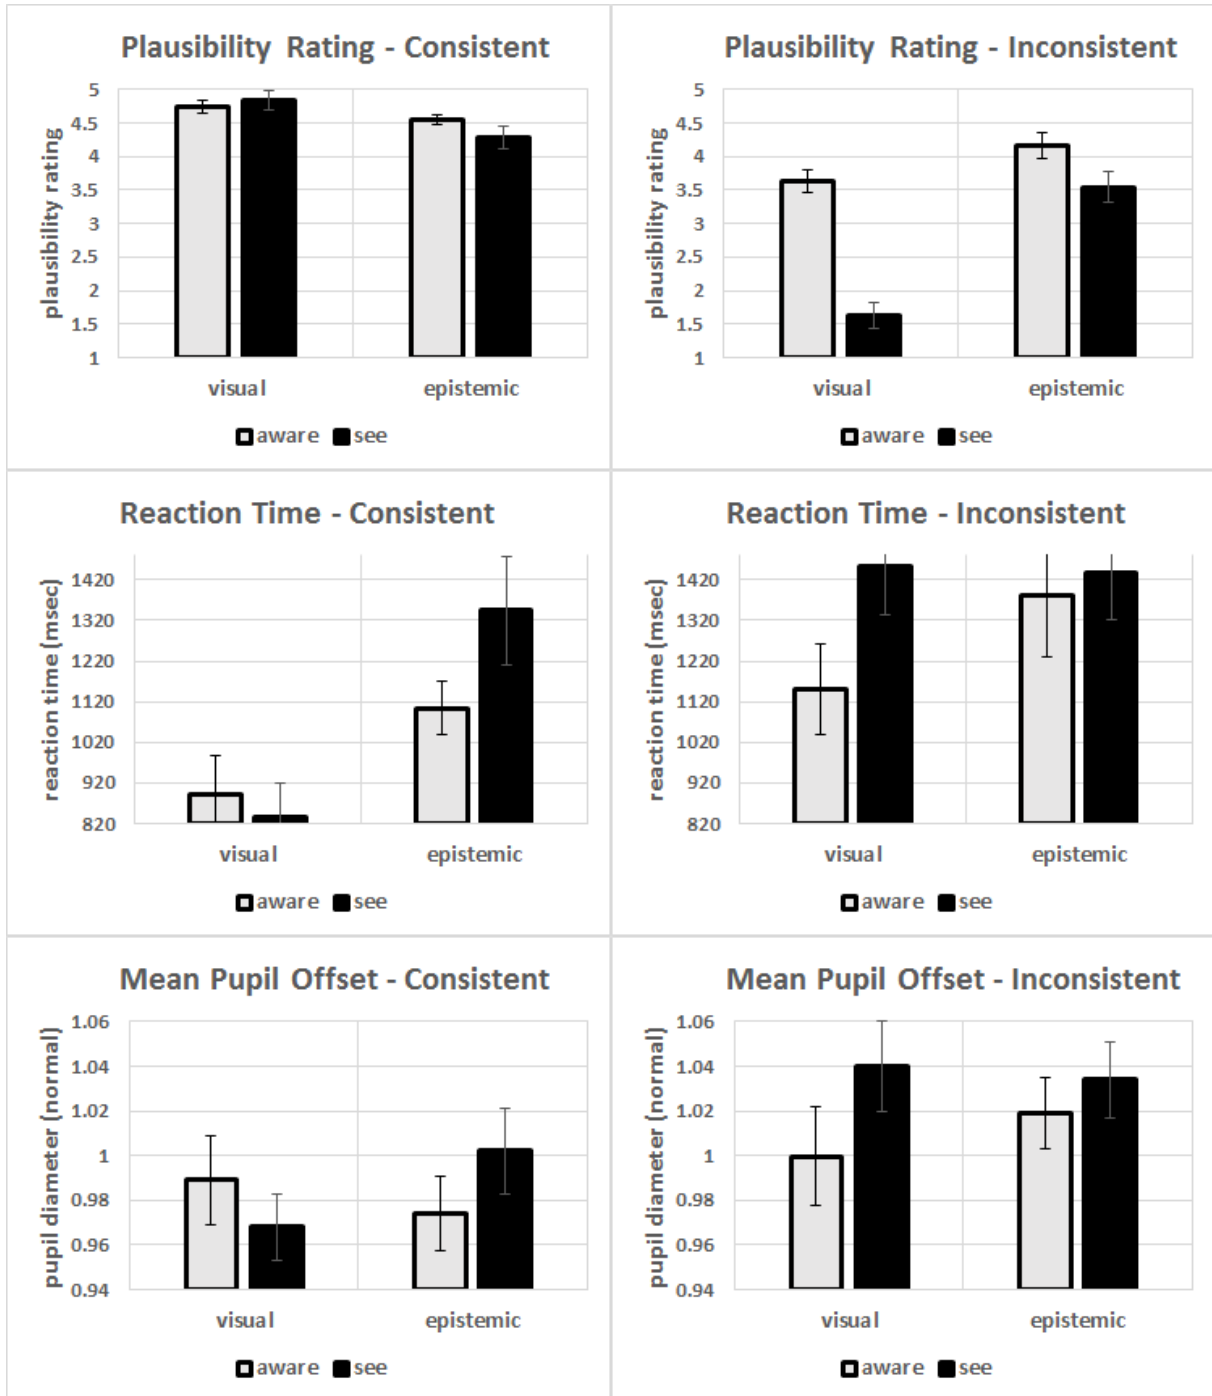 Plausibility Rating - Consistent
plausibility rating
5
4.5
4
3.5
3
2.5
2
1.5
1
visual epistemic
aware see
Plausibility Rating - Inconsistent
plausibility rating
5
4.5
4
3.5
3
2.5
2
1.5
1
visual epistemic
aware see
Reaction Time - Consistent
reaction time (msec)
1420
1320
1220
1120
1020
920
820
visual epistemic
aware see
Reaction Time - Inconsistent
reaction time (msec)
1420
1320
1220
1120
1020
920
820
visual epistemic
aware see
Mean Pupil Offset - Consistent
pupil diameter (normal)
1.06
1.04
1.02
1
0.98
0.96
0.94
visual epistemic
aware see
Mean Pupil Offset - Inconsistent
pupil diameter (normal)
1.06
1.04
1.02
1
0.98
0.96
0.94
visual epistemic
aware see